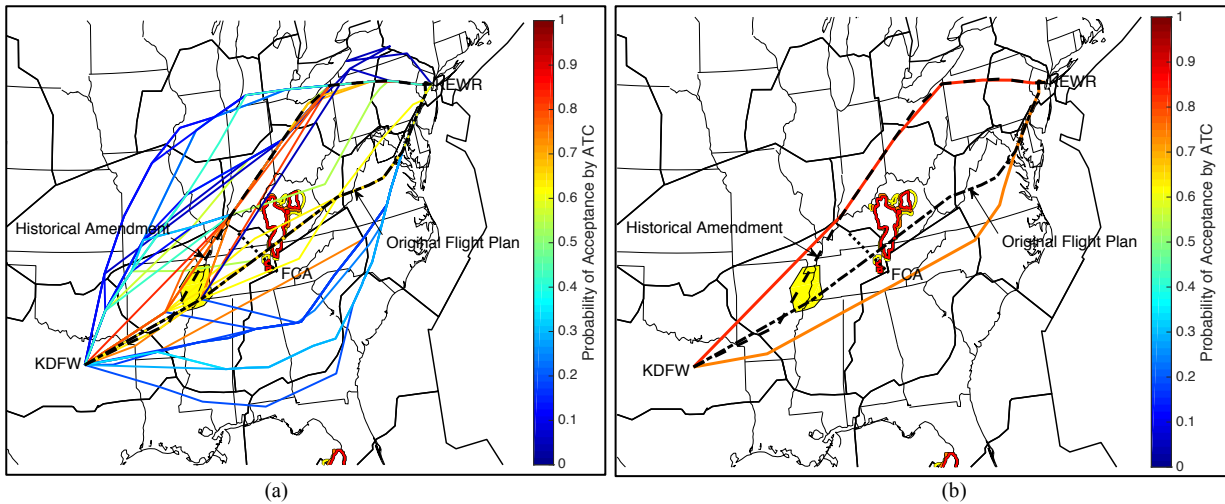 1
0.9
0.8
0.7
0.6
0.5
0.4
0.3
0.2
0.1
0
Probability of Acceptance by ATC
KEWR
Historical Amendment
Original Flight Plan
FCA
KDFW
(a)
1
0.9
0.8
0.7
0.6
0.5
0.4
0.3
0.2
0.1
0
Probability of Acceptance by ATC
KEWR
Historical Amendment
Original Flight Plan
FCA
KDFW
(b)